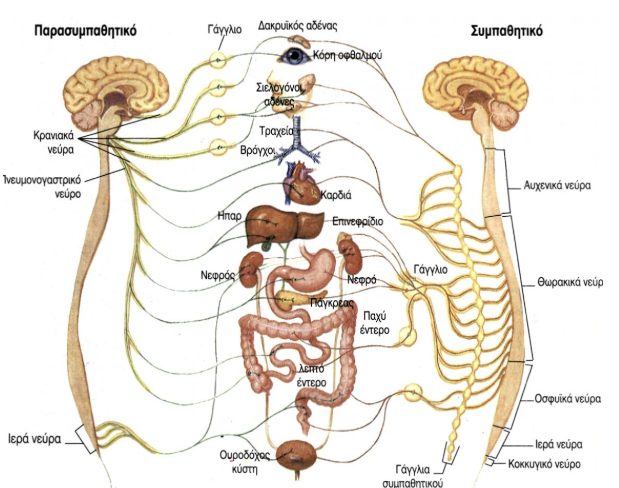 Παρασυμπαθητικό
Γάγγλιο
Δακρυϊκός αδένας
Συμπαθητικό
Κόρη οφθαλμού
Σιελογόνοι
αδένες
Κρανιακά
νεύρα
Τραχεία
Βρόγχοι
Πνευμονογαστρικό
νεύρο
Καρδιά
Αυχενικά νεύρα
Ηπαρ
Επινεφρίδιο
Νεφρός
Νεφρό
Γάγγλιο
Θωρακικά νεύρ
Πάγκρεας
Παχύ
έντερο
λεπτό
έντερο
Οσφυϊκά νεύρα
Ιερά νεύρα
Ιερά νεύρα
Ουροδόχος
κύστη
Κοκκυγικό νεύρο
Γάγγλια
συμπαθητικού